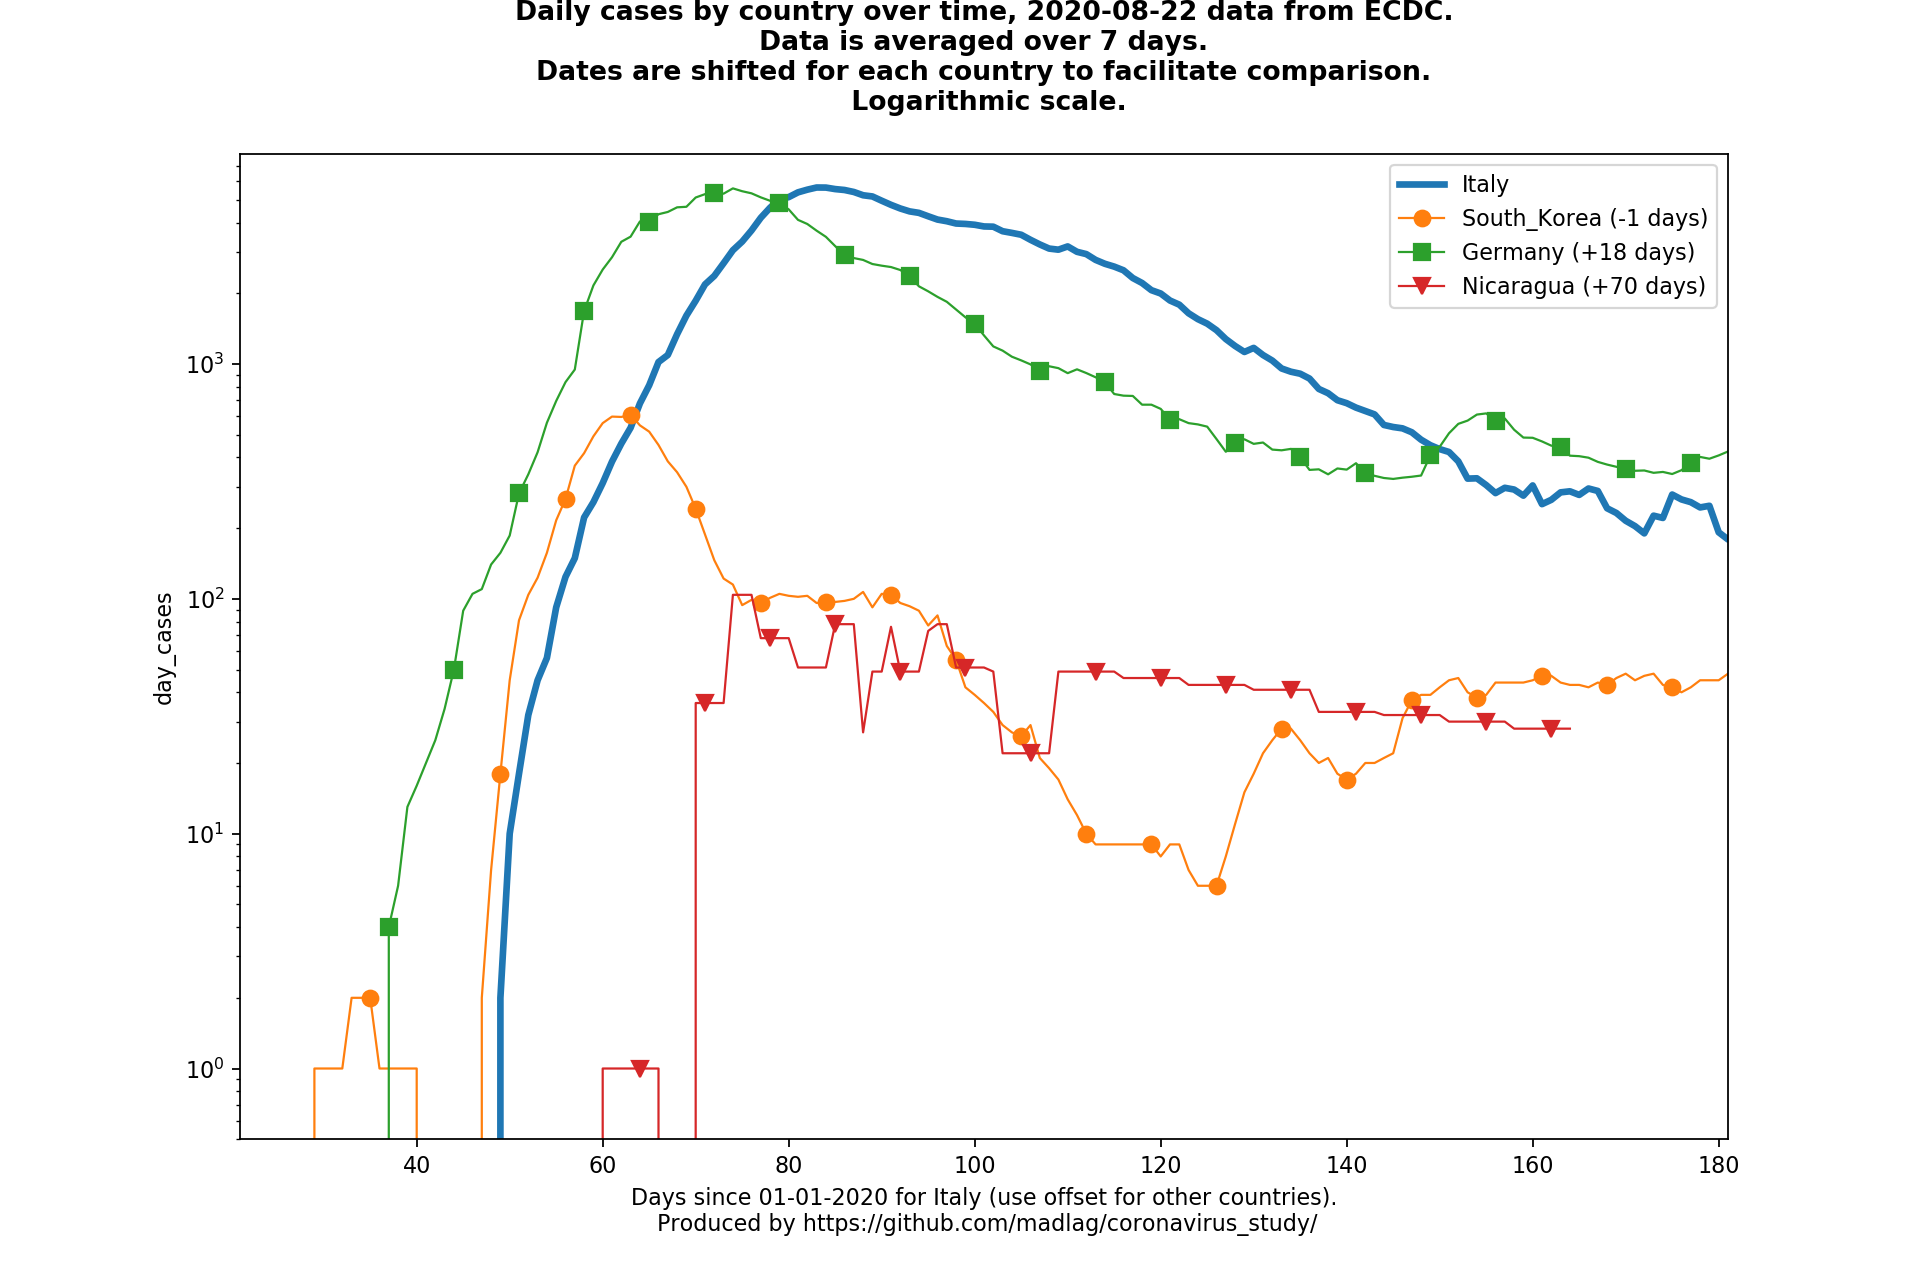 Daily cases by country over time, 2020-08-22 data from ECDC.
Data is averaged over 7 days.
Dates are shifted for each country to facilitate comparison.
Logarithmic scale.
Italy
South_Korea (-1 days)
Germany (+18 days)
Nicaragua (+70 days)
day_cases
10³
10²
10¹
10⁰
40 60 80 100 120 140 160 180
Days since 01-01-2020 for Italy (use offset for other countries).
Produced by https://github.com/madlag/coronavirus_study/